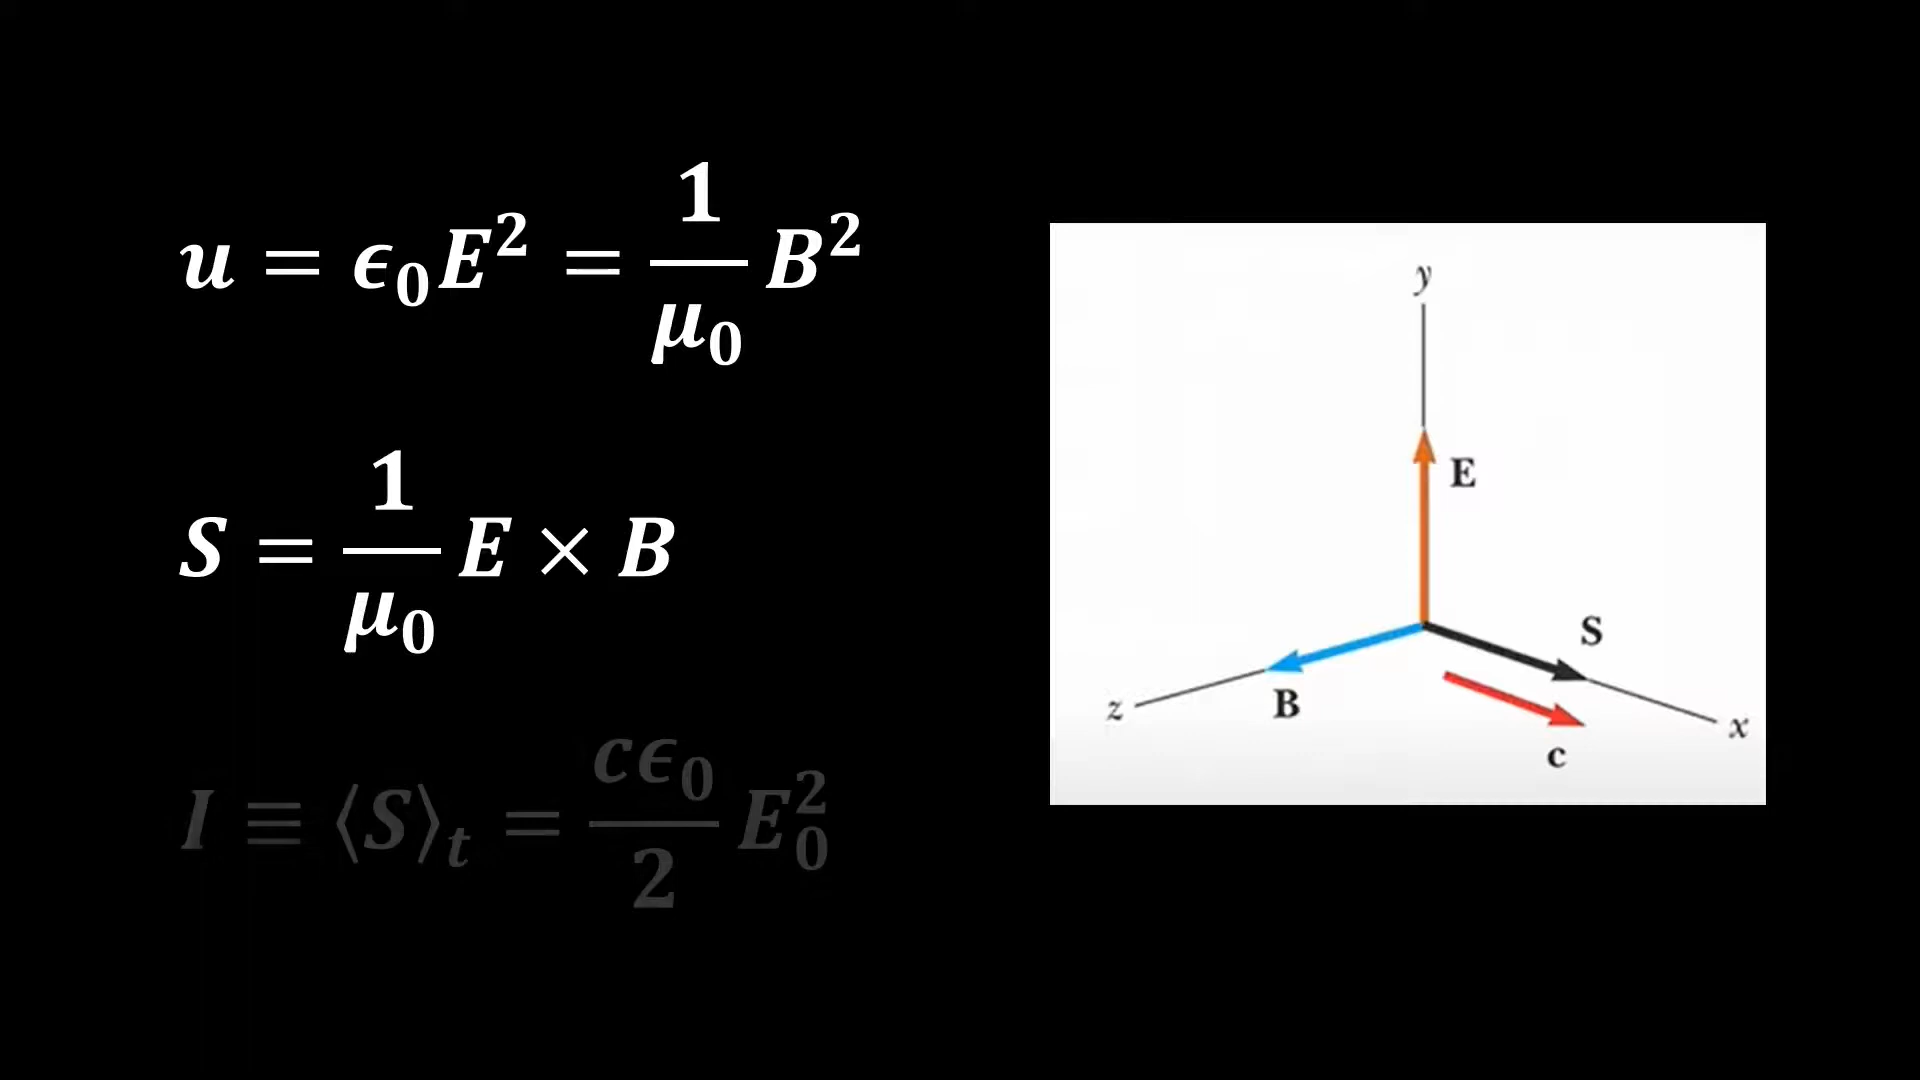 u = ϵ₀E² = 1/μ₀ B²
S = 1/μ₀ E × B
I ≡ ⟨S⟩ₜ = cϵ₀/2 E₀²
y
E
S
B
z
x
c